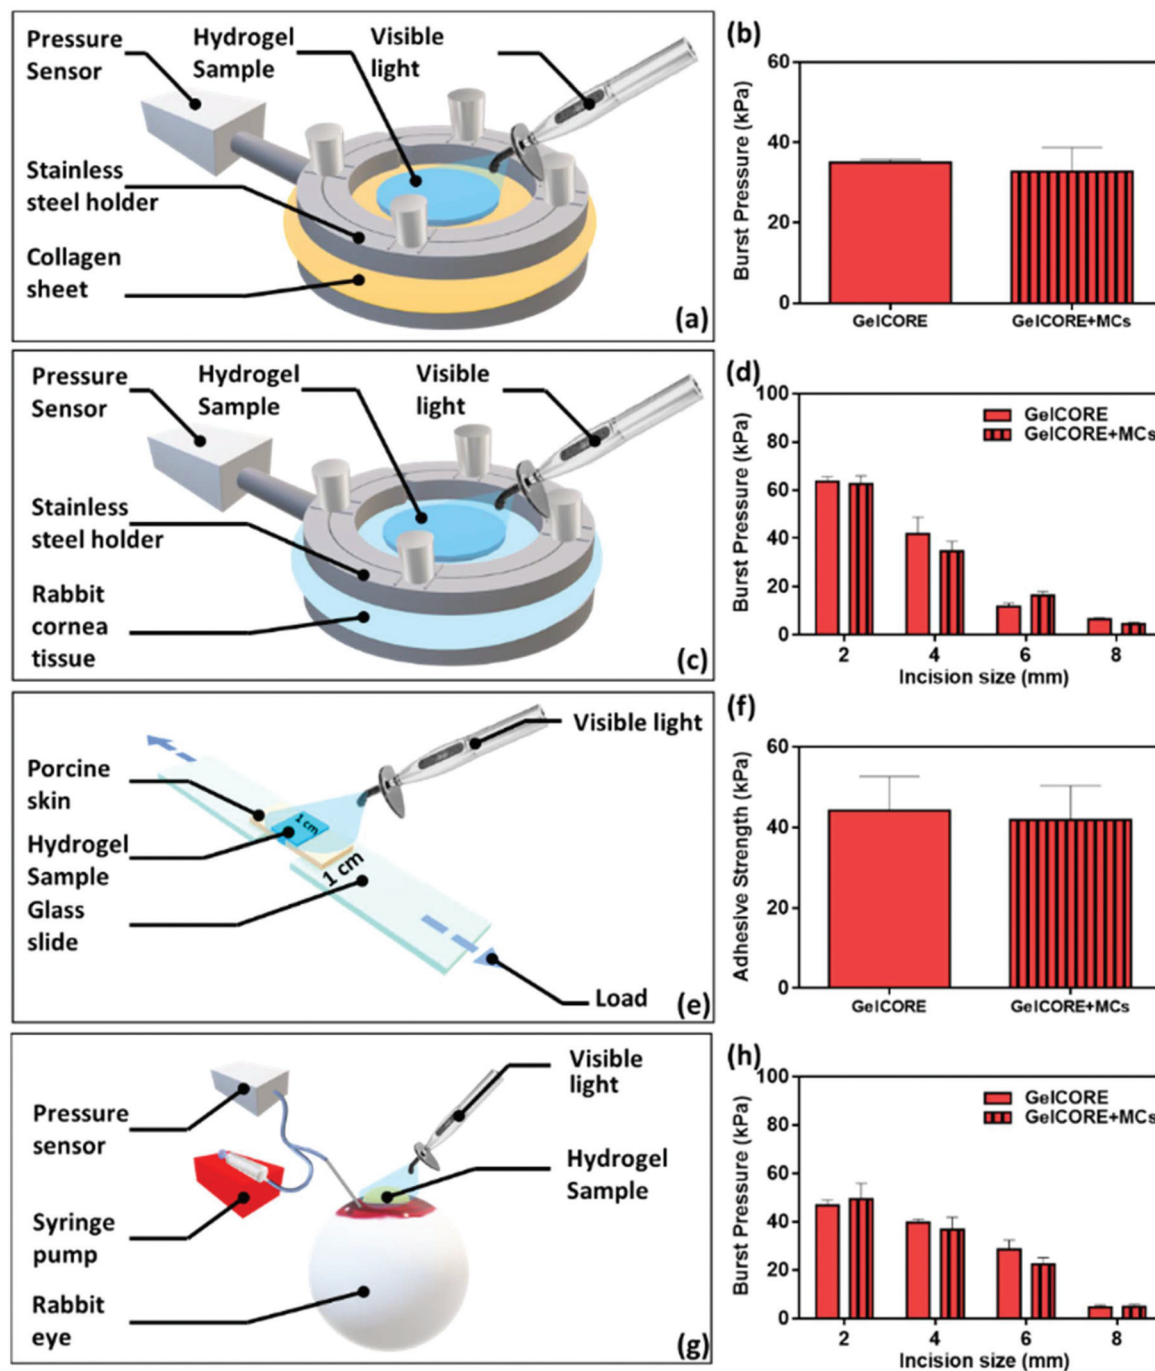 Pressure
Sensor
Hydrogel
Sample
Visible
light
Stainless
steel holder
Collagen
sheet
(a)
(b)
Burst Pressure (kPa)
60
40
20
0
GelCORE
GelCORE+MCs
Pressure
Sensor
Hydrogel
Sample
Visible
light
Stainless
steel holder
Rabbit
cornea
tissue
(c)
(d)
Burst Pressure (kPa)
100
80
60
40
20
0
GelCORE
GelCORE+MCs
2 4 6 8
Incision size (mm)
Visible light
Porcine
skin
1 cm
Hydrogel
Sample
1 cm
Glass
slide
Load
(e)
(f)
Adhesive Strength (kPa)
60
40
20
0
GelCORE
GelCORE+MCs
Visible
light
Pressure
sensor
Hydrogel
Sample
Syringe
pump
Rabbit
eye
(g)
(h)
Burst Pressure (kPa)
100
80
60
40
20
0
GelCORE
GelCORE+MCs
2 4 6 8
Incision size (mm)